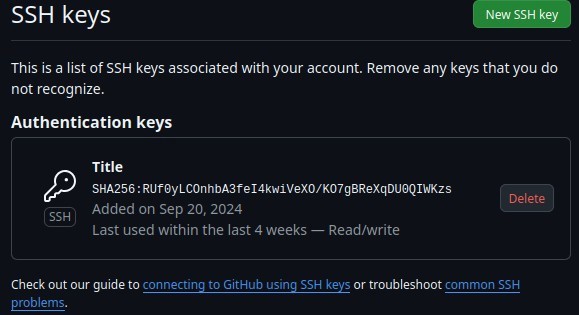 SSH keys
New SSH key
This is a list of SSH keys associated with your account. Remove any keys that you do
not recognize.
Authentication keys
Title
SHA256:RUf0yLCOnhbA3feI4kwiVeXO/KO7gBReXqDU0QIWKzs
Added on Sep 20, 2024
Last used within the last 4 weeks — Read/write
SSH
Delete
Check out our guide to connecting to GitHub using SSH keys or troubleshoot common SSH
problems.